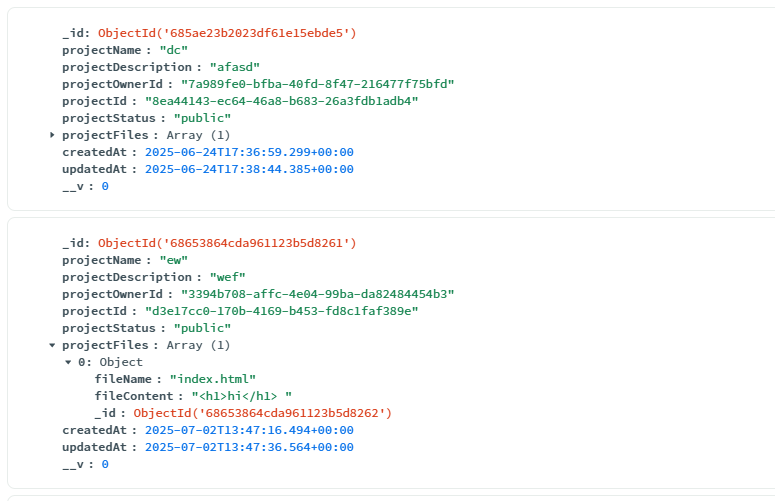 _id: ObjectId('685ae23b2023df61e15ebde5')
projectName : "dc"
projectDescription : "afasd"
projectOwnerId : "7a989fe0-bfba-40fd-8f47-216477f75bfd"
projectId : "8ea44143-ec64-46a8-b683-26a3fdb1adb4"
projectStatus : "public"
projectFiles : Array (1)
createdAt : 2025-06-24T17:36:59.299+00:00
updatedAt : 2025-06-24T17:38:44.385+00:00
__v : 0
_id: ObjectId('68653864cda961123b5d8261')
projectName : "ew"
projectDescription : "wef"
projectOwnerId : "3394b708-affc-4e04-99ba-da82484454b3"
projectId : "d3e17cc0-170b-4169-b453-fd8c1faf389e"
projectStatus : "public"
projectFiles : Array (1)
0: Object
fileName : "index.html"
fileContent : "<h1>hi</h1> "
_id : ObjectId('68653864cda961123b5d8262')
createdAt : 2025-07-02T13:47:16.494+00:00
updatedAt : 2025-07-02T13:47:36.564+00:00
__v : 0